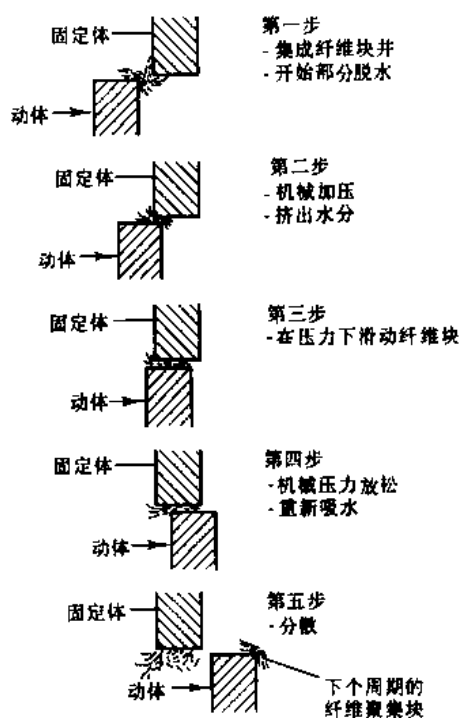 固定体
第一步
- 集成纤维块并
- 开始部分脱水
动体
固定体
第二步
- 机械加压
- 挤出水分
动体
固定体
第三步
- 在压力下滑动纤维块
动体
固定体
第四步
- 机械压力放松
- 重新吸水
动体
固定体
第五步
- 分散
动体
下个周期的
纤维聚集块